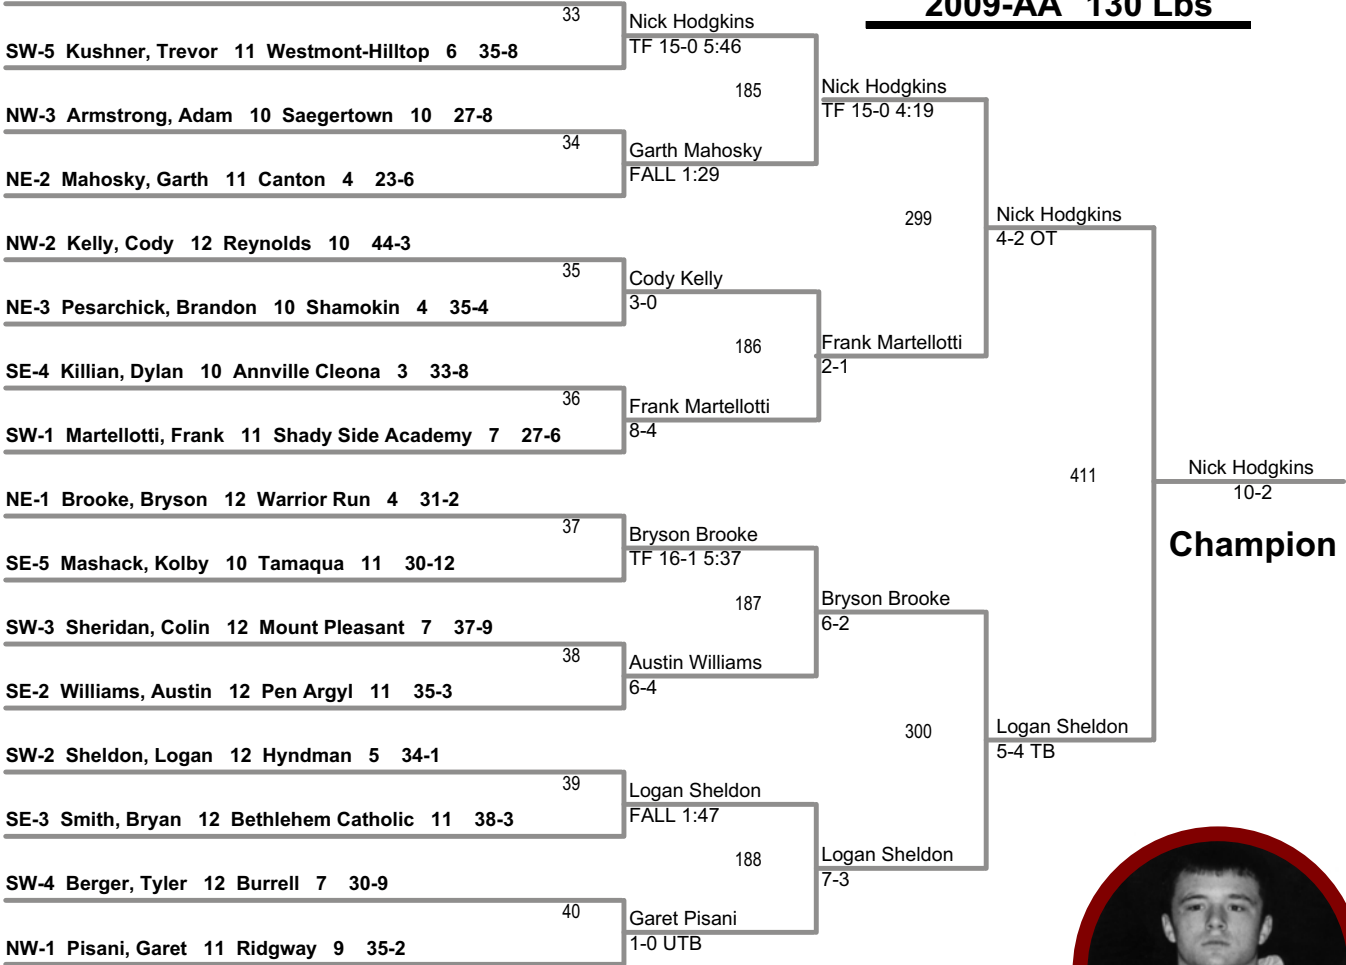 2009-AA 130 Lbs
33
Nick Hodgkins
TF 15-0 5:46
SW-5 Kushner, Trevor 11 Westmont-Hilltop 6 35-8
185
Nick Hodgkins
TF 15-0 4:19
NW-3 Armstrong, Adam 10 Saegertown 10 27-8
34
Garth Mahosky
FALL 1:29
NE-2 Mahosky, Garth 11 Canton 4 23-6
299
Nick Hodgkins
4-2 OT
NW-2 Kelly, Cody 12 Reynolds 10 44-3
35
Cody Kelly
3-0
NE-3 Pesarchick, Brandon 10 Shamokin 4 35-4
186
Frank Martellotti
2-1
SE-4 Killian, Dylan 10 Annville Cleona 3 33-8
36
Frank Martellotti
8-4
SW-1 Martellotti, Frank 11 Shady Side Academy 7 27-6
411
Nick Hodgkins
10-2
Champion
NE-1 Brooke, Bryson 12 Warrior Run 4 31-2
37
Bryson Brooke
TF 16-1 5:37
SE-5 Mashack, Kolby 10 Tamaqua 11 30-12
187
Bryson Brooke
6-2
SW-3 Sheridan, Colin 12 Mount Pleasant 7 37-9
38
Austin Williams
6-4
SE-2 Williams, Austin 12 Pen Argyl 11 35-3
300
Logan Sheldon
5-4 TB
SW-2 Sheldon, Logan 12 Hyndman 5 34-1
39
Logan Sheldon
FALL 1:47
SE-3 Smith, Bryan 12 Bethlehem Catholic 11 38-3
188
Logan Sheldon
7-3
SW-4 Berger, Tyler 12 Burrell 7 30-9
40
Garet Pisani
1-0 UTB
NW-1 Pisani, Garet 11 Ridgway 9 35-2